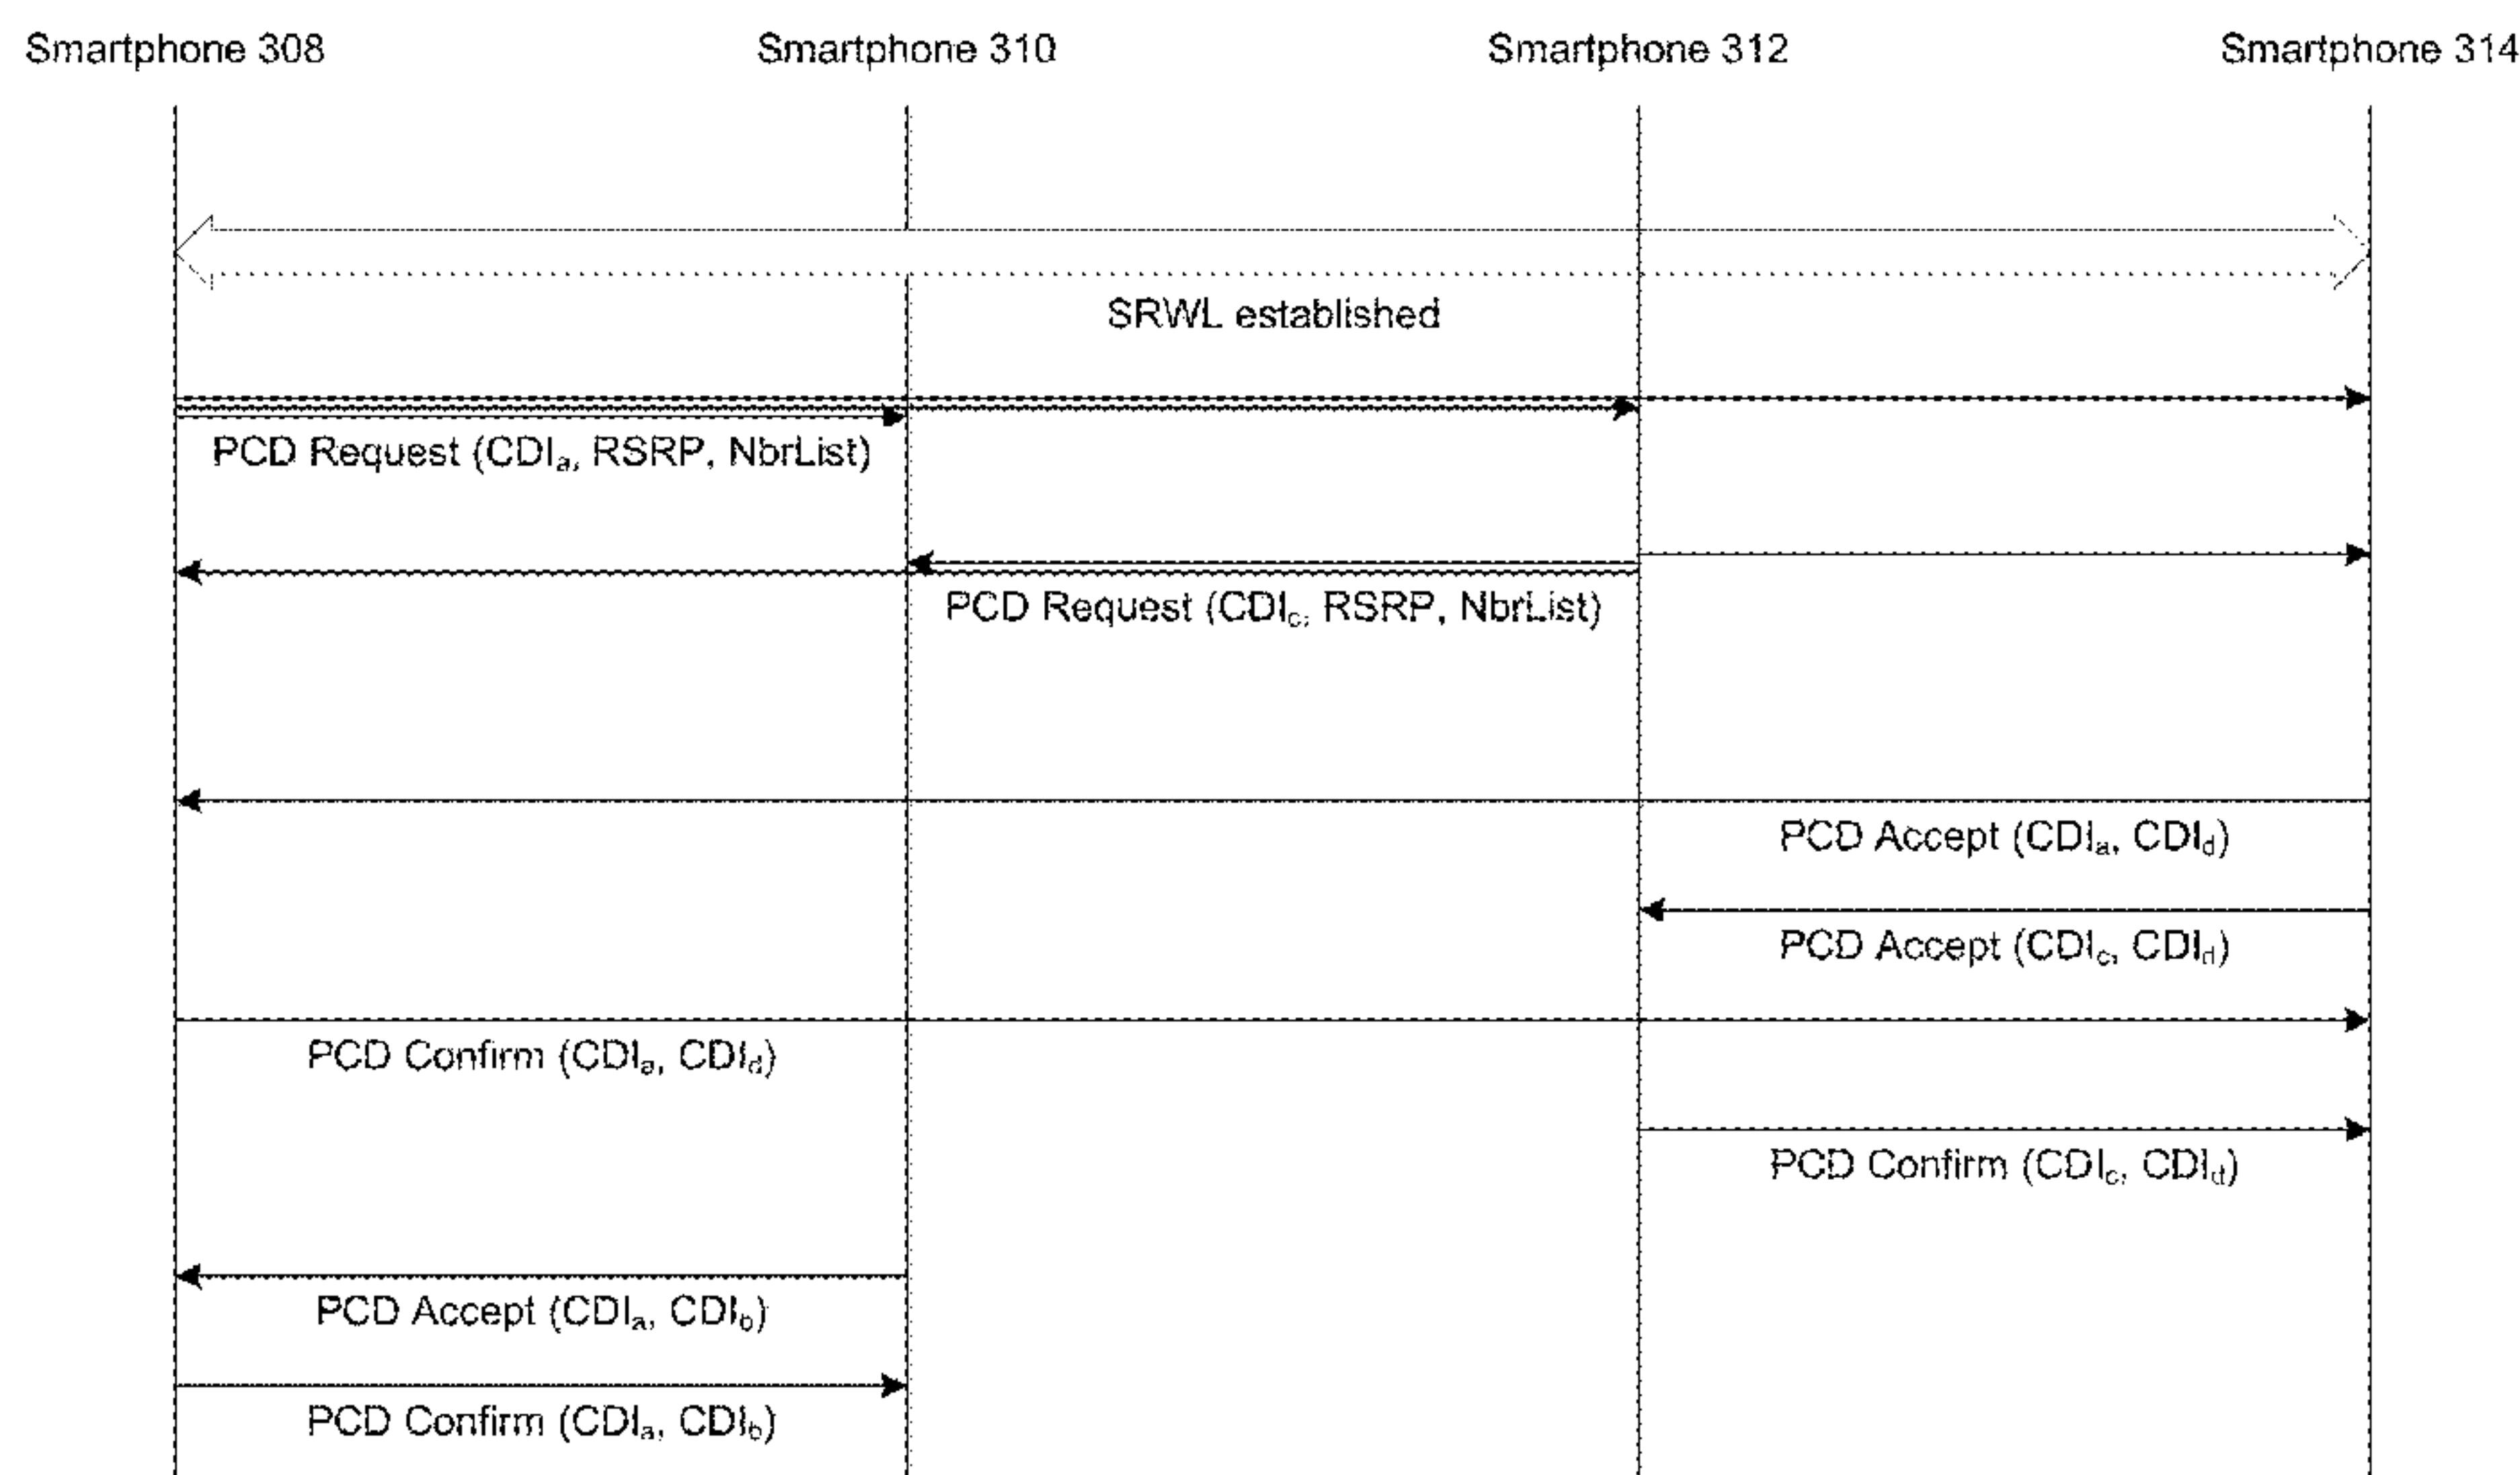 Smartphone 308 Smartphone 310 Smartphone 312 Smartphone 314
SRWL established
PCD Request (CDIa, RSRP, NbrList)
PCD Request (CDIc, RSRP, NbrList)
PCD Accept (CDIa, CDId)
PCD Accept (CDIc, CDId)
PCD Confirm (CDIa, CDId)
PCD Confirm (CDIc, CDId)
PCD Accept (CDIa, CDIb)
PCD Confirm (CDIa, CDIb)